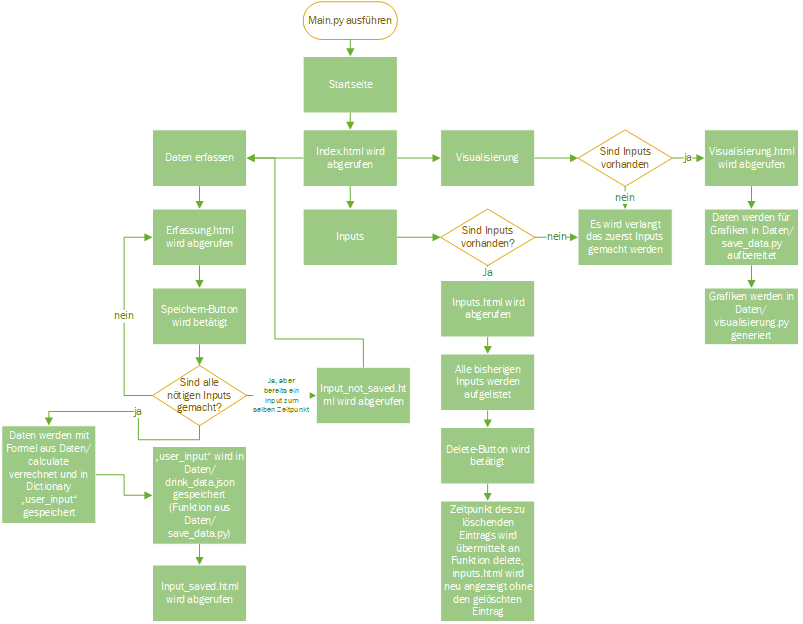 Main.py ausführen
Startseite
Daten erfassen
Index.html wird
abgerufen
Visualisierung
Sind Inputs
vorhanden
ja
Visualisierung.html
wird abgerufen
nein
Erfassung.html
wird abgerufen
Inputs
Sind Inputs
vorhanden?
nein
Es wird verlangt
das zuerst Inputs
gemacht werden
Daten werden für
Grafiken in Daten/
save_data.py
aufbereitet
Ja
nein
Speichern-Button
wird betätigt
Inputs.html wird
abgerufen
Grafiken werden in
Daten/
visualisierung.py
generiert
Sind alle
nötigen Inputs
gemacht?
Ja, aber
bereits ein
Input zum
selben Zeitpunkt
Input_not_saved.ht
ml wird abgerufen
Alle bisherigen
Inputs werden
aufgelistet
ja
Daten werden mit
Formel aus Daten/
calculate
verrechnet und in
Dictionary
„user_input“
gespeichert
„user_input“ wird in
Daten/
drink_data.json
gespeichert
(Funktion aus
Daten/
save_data.py)
Delete-Button wird
betätigt
Zeitpunkt des zu
löschenden
Eintrags wird
übermittelt an
Funktion delete,
inputs.html wird
neu angezeigt ohne
den gelöschten
Eintrag
Input_saved.html
wird abgerufen